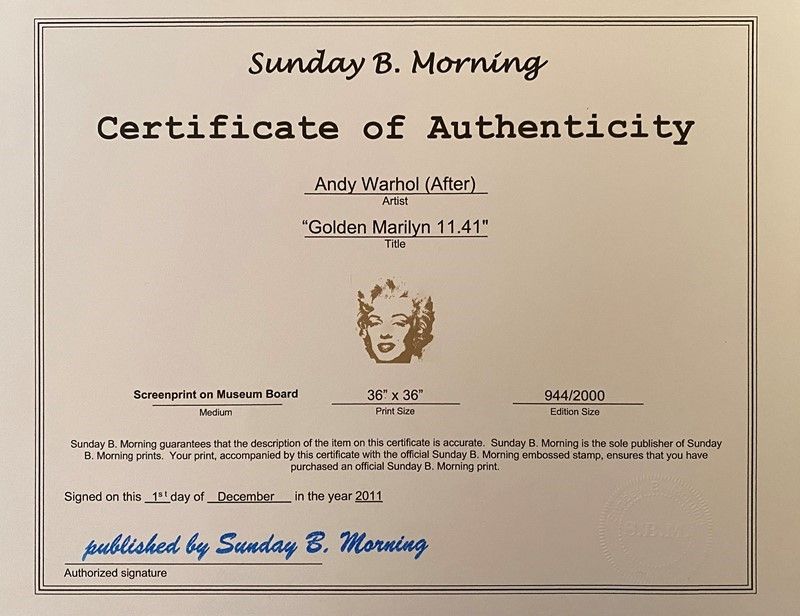 Sunday B. Morning
Certificate of Authenticity
Andy Warhol (After)
Artist
“Golden Marilyn 11.41"
Title
Screenprint on Museum Board
Medium
36” x 36”
Print Size
944/2000
Edition Size
Sunday B. Morning guarantees that the description of the item on this certificate is accurate. Sunday B. Morning is the sole publisher of Sunday
B. Morning prints. Your print, accompanied by this certificate with the official Sunday B. Morning embossed stamp, ensures that you have
purchased an official Sunday B. Morning print.
Signed on this 1st day of December in the year 2011
published by Sunday B. Morning
Authorized signature
S.B.M